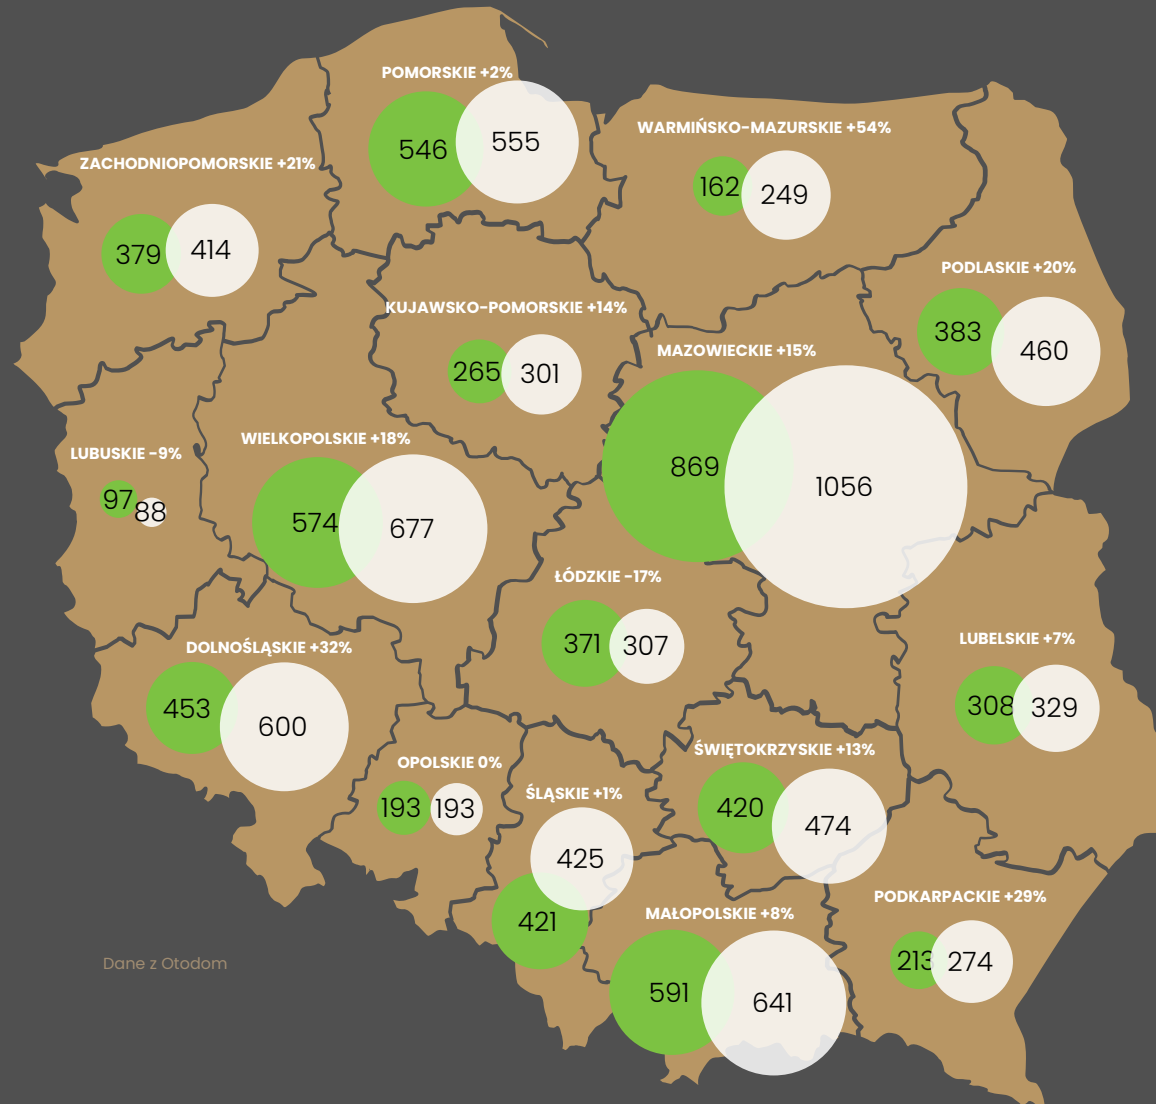 POMORSKIE +2%
546
555
WARMIŃSKO-MAZURSKIE +54%
162
249
ZACHODNIOPOMORSKIE +21%
379
414
PODLASKIE +20%
383
460
KUJAWSKO-POMORSKIE +14%
265
301
MAZOWIECKIE +15%
869
1056
WIELKOPOLSKIE +18%
574
677
LUBUSKIE -9%
97
88
ŁÓDZKIE -17%
371
307
LUBELSKIE +7%
308
329
DOLNOŚLĄSKIE +32%
453
600
OPOLSKIE 0%
193
193
ŚLĄSKIE +1%
425
421
ŚWIĘTOKRZYSKIE +13%
420
474
MAŁOPOLSKIE +8%
591
641
PODKARPACKIE +29%
213
274
Dane z Otodom